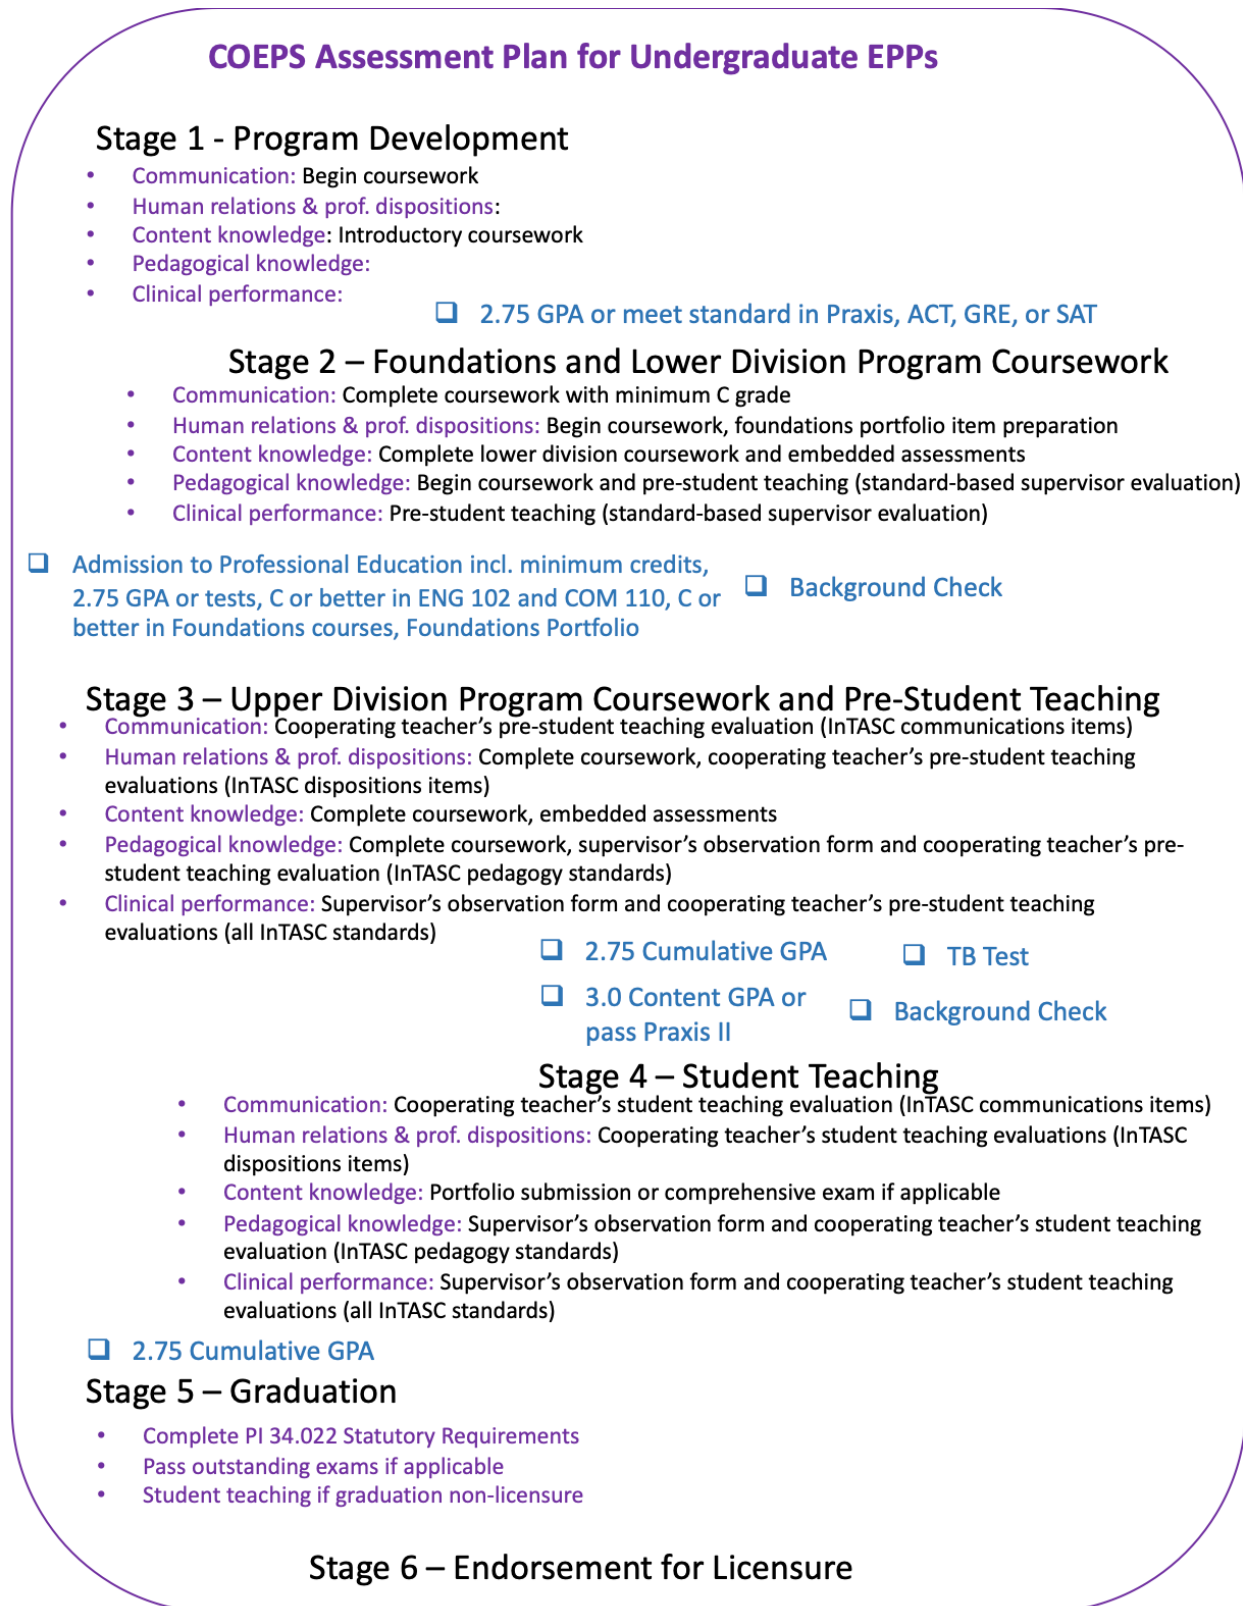 COEPS Assessment Plan for Undergraduate EPPs
Stage 1 - Program Development
• Communication: Begin coursework
• Human relations & prof. dispositions:
• Content knowledge: Introductory coursework
• Pedagogical knowledge:
• Clinical performance:
❑ 2.75 GPA or meet standard in Praxis, ACT, GRE, or SAT
Stage 2 – Foundations and Lower Division Program Coursework
• Communication: Complete coursework with minimum C grade
• Human relations & prof. dispositions: Begin coursework, foundations portfolio item preparation
• Content knowledge: Complete lower division coursework and embedded assessments
• Pedagogical knowledge: Begin coursework and pre-student teaching (standard-based supervisor evaluation)
• Clinical performance: Pre-student teaching (standard-based supervisor evaluation)
❑ Admission to Professional Education incl. minimum credits,
2.75 GPA or tests, C or better in ENG 102 and COM 110, C or
better in Foundations courses, Foundations Portfolio
❑ Background Check
Stage 3 – Upper Division Program Coursework and Pre-Student Teaching
• Communication: Cooperating teacher’s pre-student teaching evaluation (InTASC communications items)
• Human relations & prof. dispositions: Complete coursework, cooperating teacher’s pre-student teaching
evaluations (InTASC dispositions items)
• Content knowledge: Complete coursework, embedded assessments
• Pedagogical knowledge: Complete coursework, supervisor’s observation form and cooperating teacher’s pre-
student teaching evaluation (InTASC pedagogy standards)
• Clinical performance: Supervisor’s observation form and cooperating teacher’s pre-student teaching
evaluations (all InTASC standards)
❑ 2.75 Cumulative GPA
❑ TB Test
❑ 3.0 Content GPA or
pass Praxis II
❑ Background Check
Stage 4 – Student Teaching
• Communication: Cooperating teacher’s student teaching evaluation (InTASC communications items)
• Human relations & prof. dispositions: Cooperating teacher’s student teaching evaluations (InTASC
dispositions items)
• Content knowledge: Portfolio submission or comprehensive exam if applicable
• Pedagogical knowledge: Supervisor’s observation form and cooperating teacher’s student teaching
evaluation (InTASC pedagogy standards)
• Clinical performance: Supervisor’s observation form and cooperating teacher’s student teaching
evaluations (all InTASC standards)
❑ 2.75 Cumulative GPA
Stage 5 – Graduation
• Complete PI 34.022 Statutory Requirements
• Pass outstanding exams if applicable
• Student teaching if graduation non-licensure
Stage 6 – Endorsement for Licensure